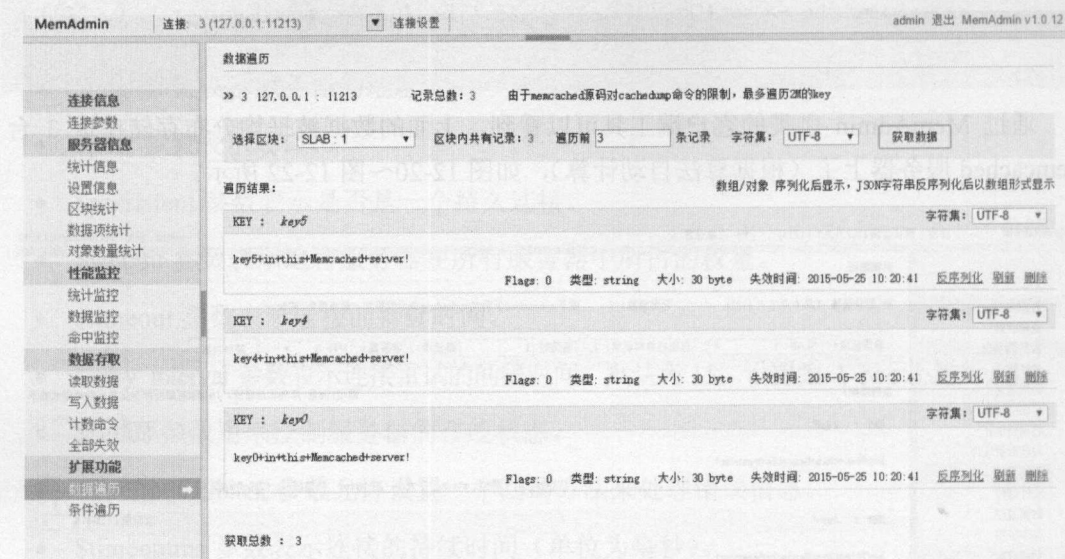 MemAdmin 连接: 3 (127.0.0.1:11213) 连接设置 admin 退出 MemAdmin v1.0.12
数据遍历
连接信息
连接参数
服务器信息
统计信息
设置信息
区块统计
数据项统计
对象数量统计
性能监控
统计监控
数据监控
命中监控
数据存取
读取数据
写入数据
计数命令
全部失效
扩展功能
数据遍历
条件遍历
>> 3 127.0.0.1 : 11213 记录总数: 3 由于memcached源码对cachedump命令的限制,最多遍历2M的key
选择区块: SLAB : 1 区块内共有记录: 3 遍历前 3 条记录 字符集: UTF-8 获取数据
遍历结果: 数组/对象 序列化后显示,JSON字符串反序列化后以数组形式显示
KEY : key5 字符集: UTF-8
key5+in+this+Memcached+server!
Flags: 0 类型: string 大小: 30 byte 失效时间: 2015-05-25 10:20:41 反序列化 刷新 删除
KEY : key4 字符集: UTF-8
key4+in+this+Memcached+server!
Flags: 0 类型: string 大小: 30 byte 失效时间: 2015-05-25 10:20:41 反序列化 刷新 删除
KEY : key0 字符集: UTF-8
key0+in+this+Memcached+server!
Flags: 0 类型: string 大小: 30 byte 失效时间: 2015-05-25 10:20:41 反序列化 刷新 删除
获取总数 : 3